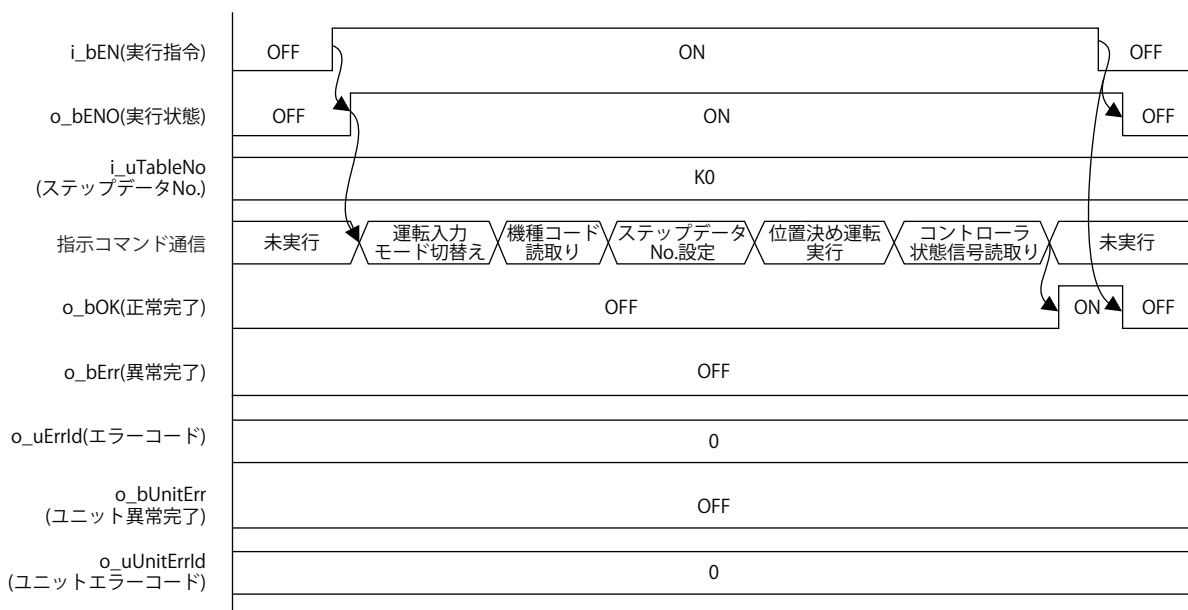 i_bEN(実行指令)
OFF
ON
OFF
o_bENO(実行状態)
OFF
ON
OFF
i_uTableNo
(ステップデータNo.)
K0
指示コマンド通信
未実行
運転入力
モード切替え
機種コード
読取り
ステップデータ
No.設定
位置決め運転
実行
コントローラ
状態信号読取り
未実行
o_bOK(正常完了)
OFF
ON
OFF
o_bErr(異常完了)
OFF
o_uErrId(エラーコード)
0
o_bUnitErr
(ユニット異常完了)
OFF
o_uUnitErrId
(ユニットエラーコード)
0